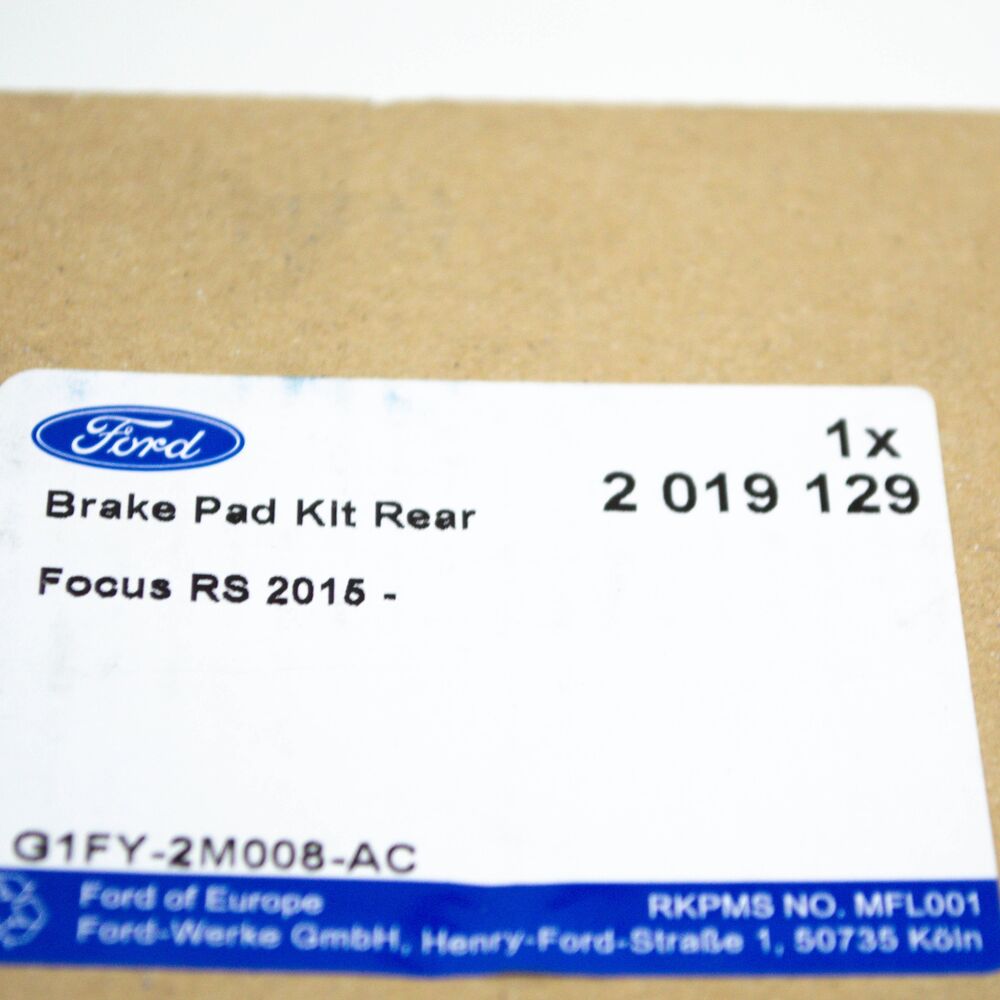 Ford
1x
Brake Pad Kit Rear
2 019 129
Focus RS 2015 -
G1FY-2M008-AC
Ford of Europe
RKPMS NO. MFL001
Ford-Werke GmbH, Henry-Ford-Straße 1, 50735 Köln